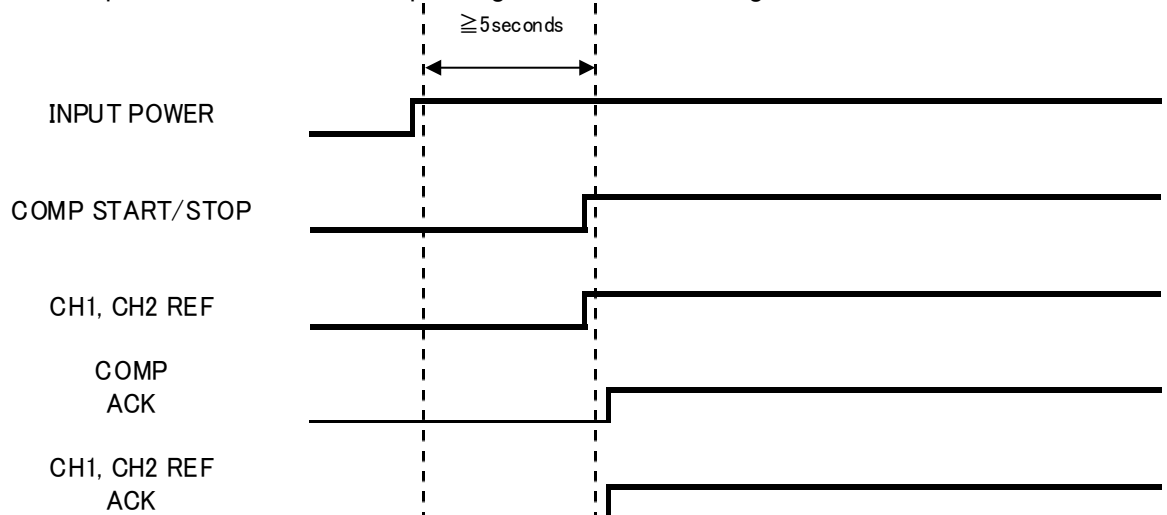 ≧5seconds
INPUT POWER
COMP START/STOP
CH1, CH2 REF
COMP
ACK
CH1, CH2 REF
ACK